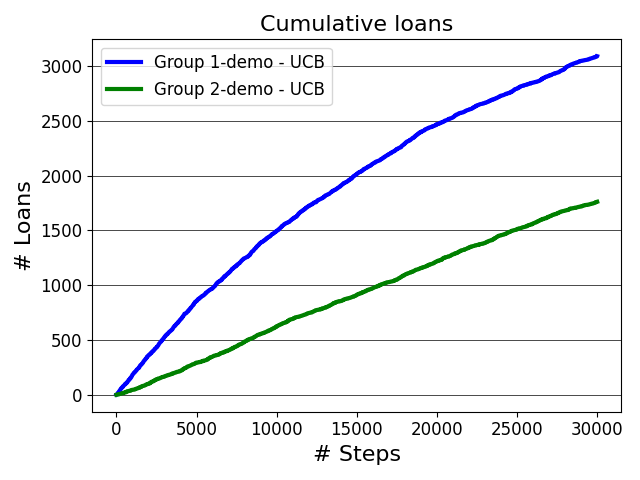 Cumulative loans
Group 1-demo - UCB
Group 2-demo - UCB
3000
2500
2000
1500
1000
500
0
# Loans
0 5000 10000 15000 20000 25000 30000
# Steps